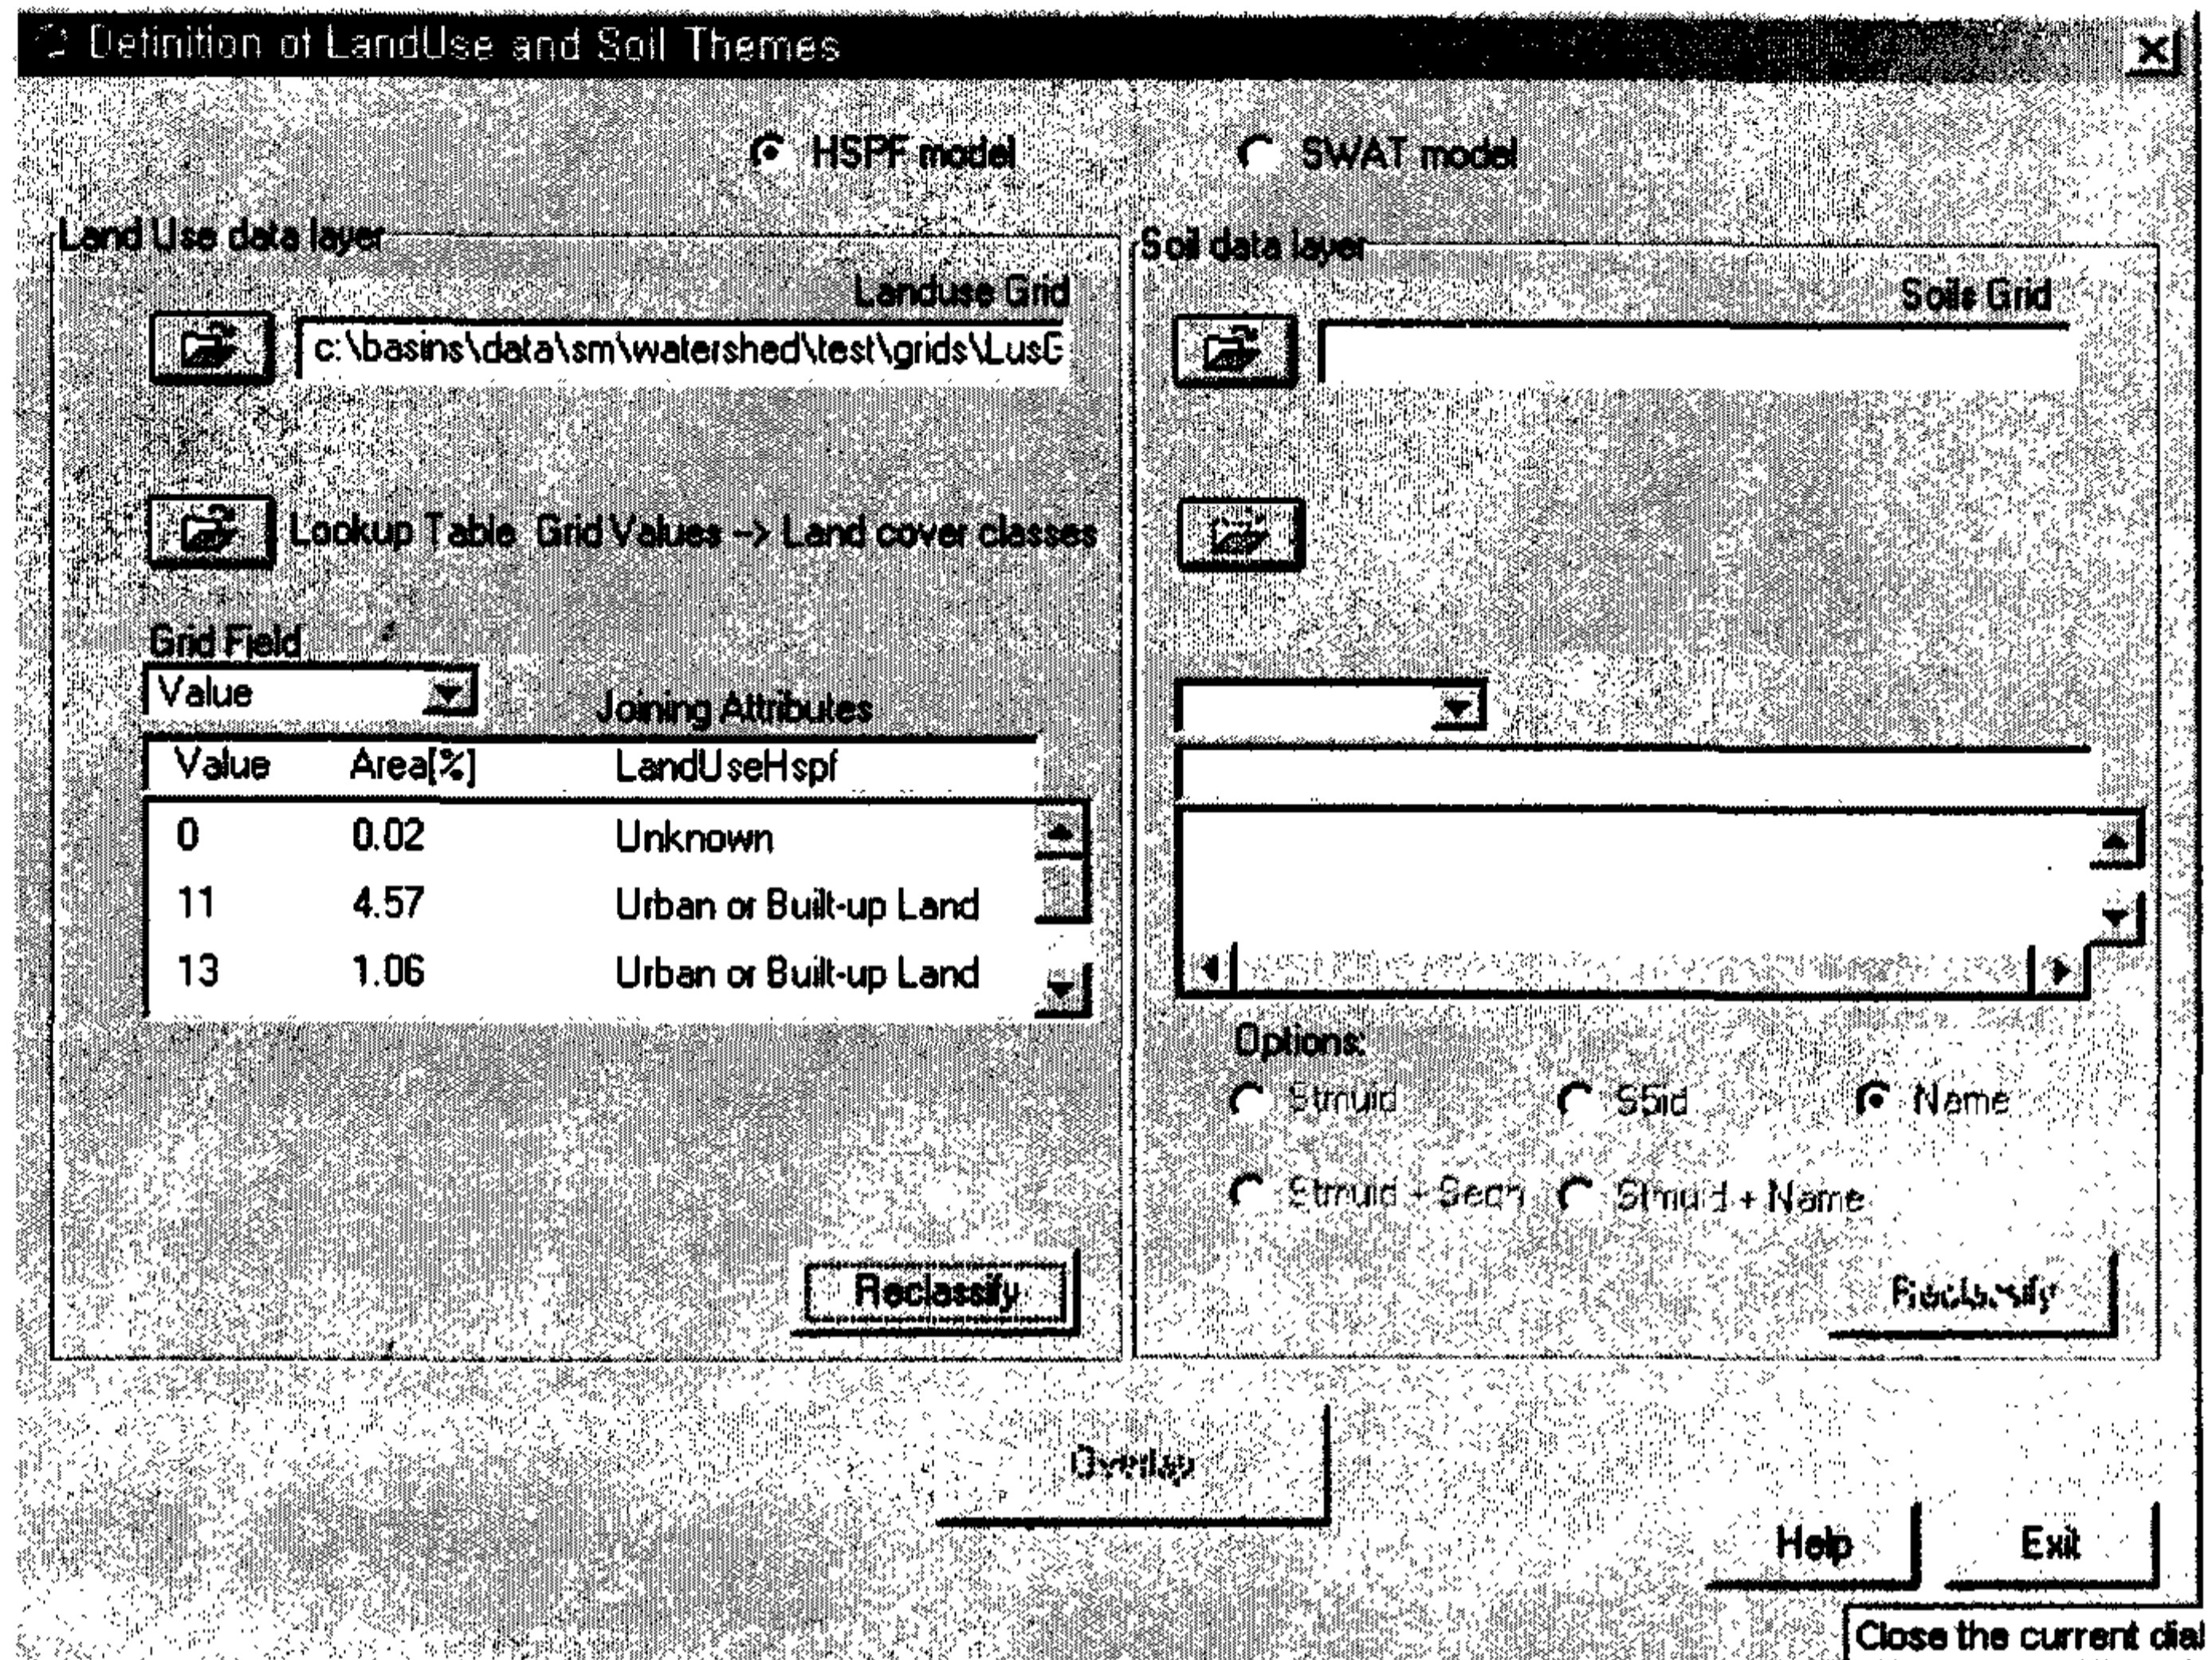 Definition of LandUse and Soil Themes
HSPF model
SWAT model
Land Use data layer
Landuse Grid
c:\basins\data\sm\watershed\test\grids\LusG
Lookup Table Grid Values -> Land cover classes
Grid Field
Value
Joining Attributes
Value Area[%] LandUseHspf
0 0.02 Unknown
11 4.57 Urban or Built-up Land
13 1.06 Urban or Built-up Land
Reclassify
Soil data layer
Soils Grid
Options:
Stmuid S5id Name
Stmuid + Seqn Stmuid + Name
Reclassify
Overlay
Help Exit
Close the current dial